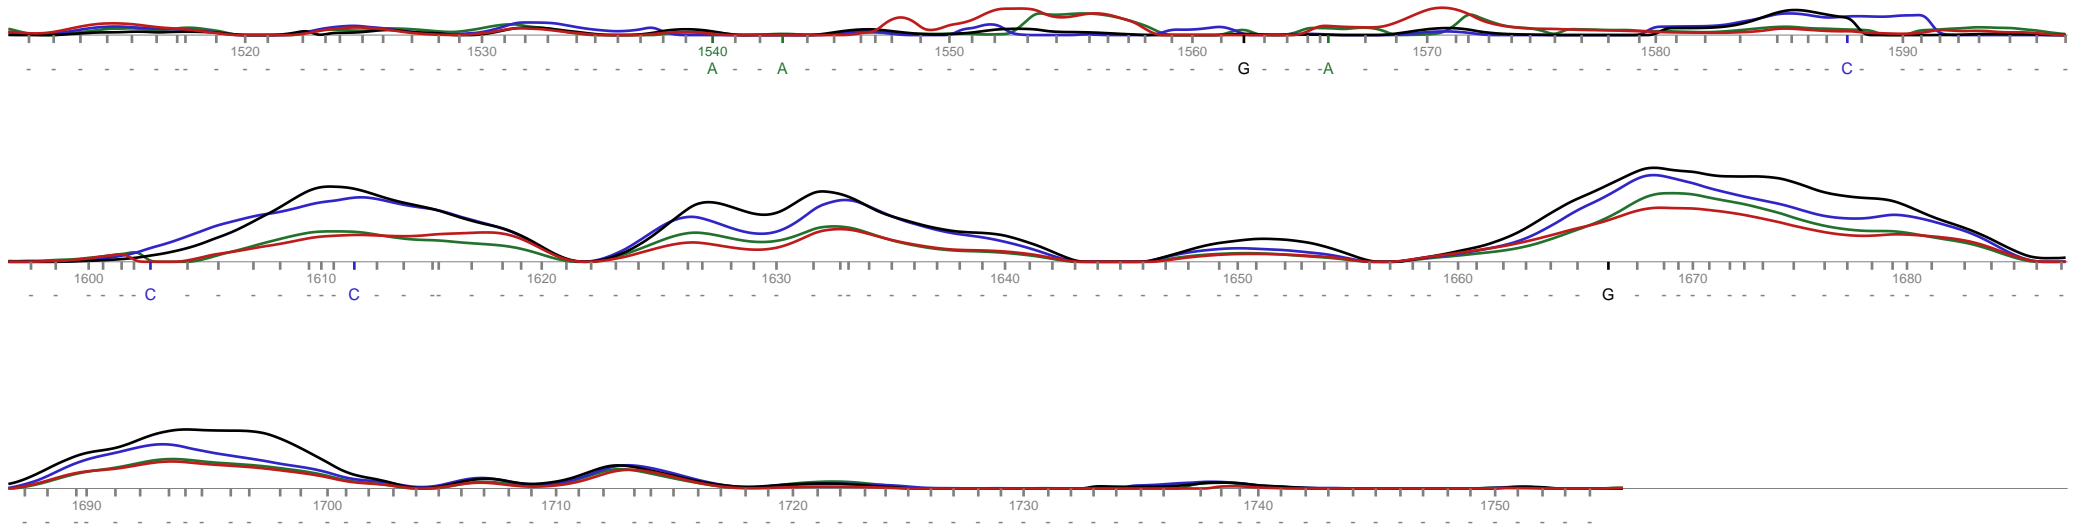 1520 1530 1540 1550 1560 1570 1580 1590
- - - - - - - - - - - - - - - - - - - - - - - - - - - - A - - A - - - - - - - - - - - - - - - - - - G - - - A - - - - - - - - - - - - - - - - - - - C - - - - - - - - -
1600 1610 1620 1630 1640 1650 1660 1670 1680
- - - - - - C - - - - - - C - - - - - - - - - - - - - - - - - - - - - - - - - - - - - - - - - - - - - - - - - - - - - - G - - - - - - - - - - - - - - - - - -
1690 1700 1710 1720 1730 1740 1750
- - - - - - - - - - - - - - - - - - - - - - - - - - - - - - - - - - - - - - - - - - - - - - - - - - - - - - - - - - - - - - - - - - -